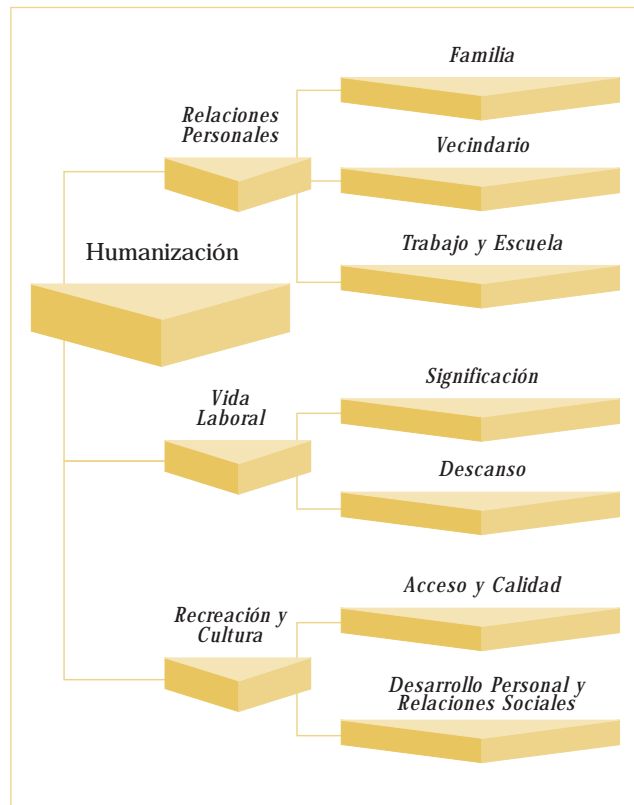 Humanización
Relaciones
Personales
Familia
Vecindario
Trabajo y Escuela
Vida
Laboral
Significación
Descanso
Recreación y
Cultura
Acceso y Calidad
Desarrollo Personal y
Relaciones Sociales